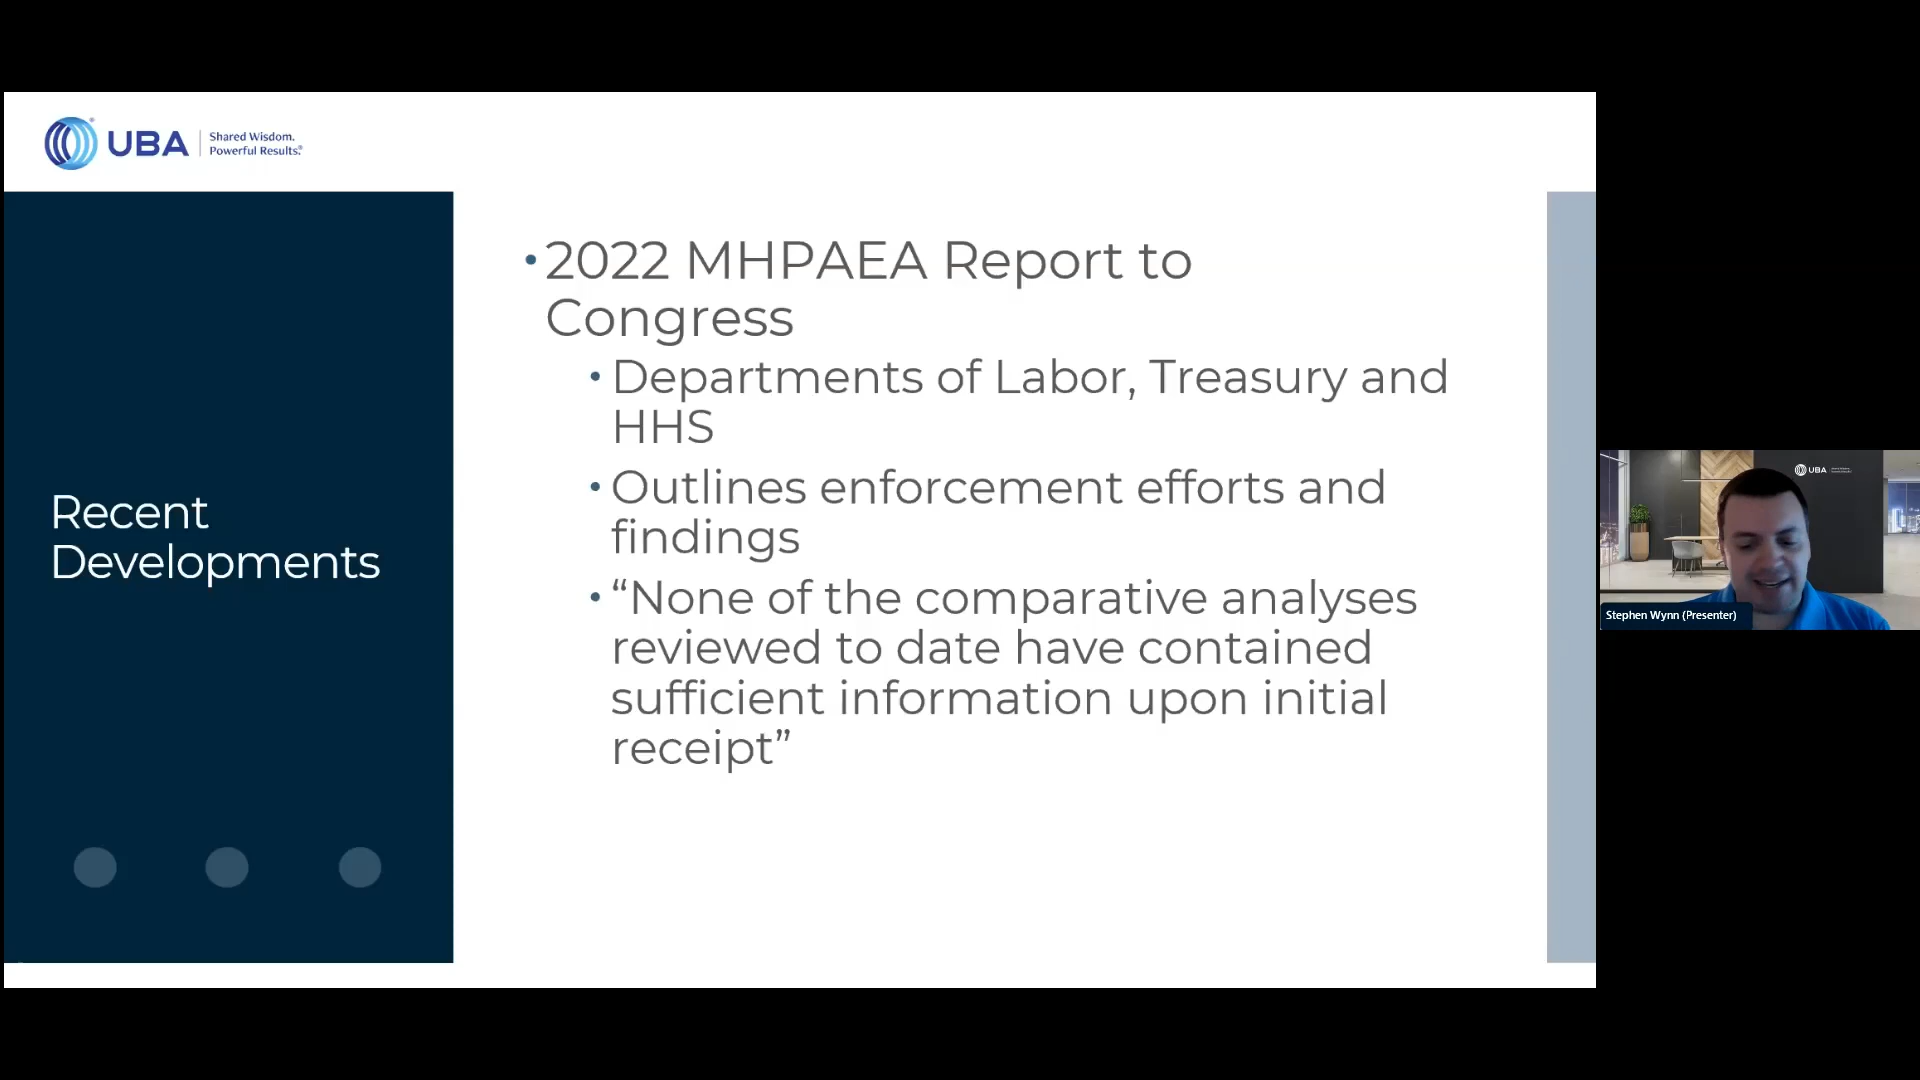 UBA
Shared Wisdom.
Powerful Results.®
Recent
Developments
• 2022 MHPAEA Report to
Congress
• Departments of Labor, Treasury and
HHS
• Outlines enforcement efforts and
findings
• “None of the comparative analyses
reviewed to date have contained
sufficient information upon initial
receipt”
UBA
Stephen Wynn (Presenter)